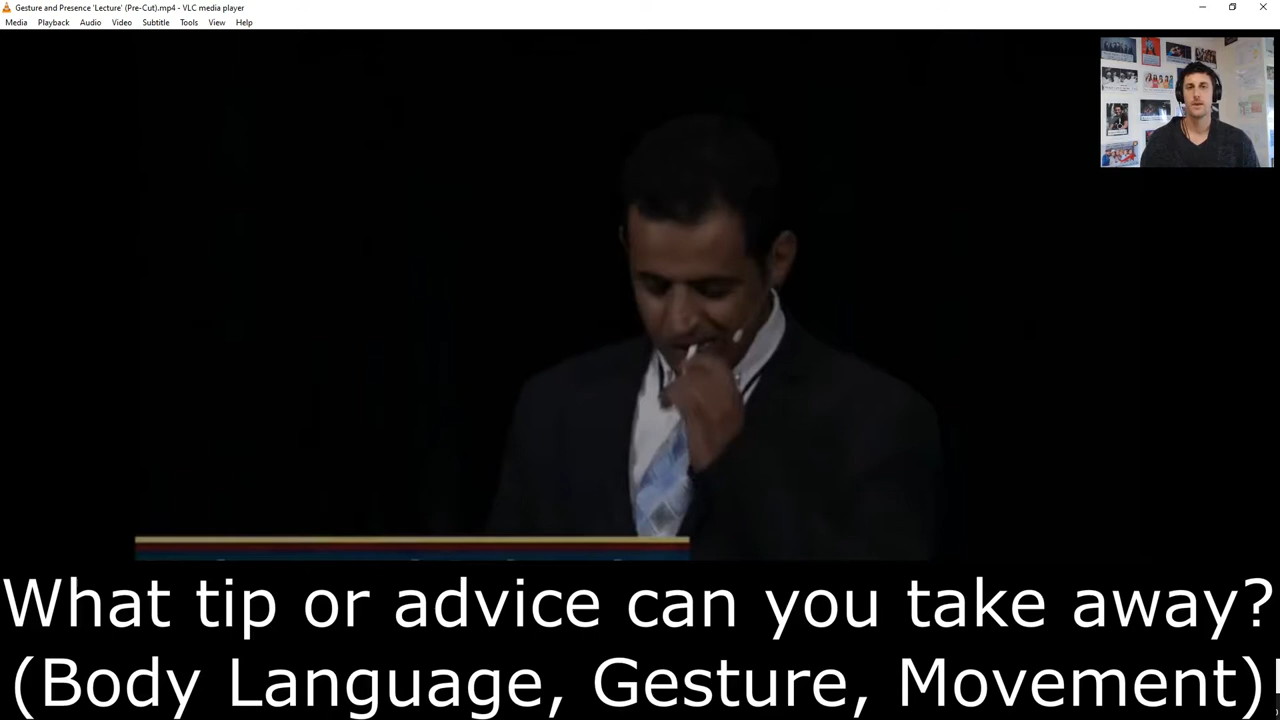 Gesture and Presence 'Lecture' (Pre-Cut).mp4 - VLC media player
Media Playback Audio Video Subtitle Tools View Help
What tip or advice can you take away?
(Body Language, Gesture, Movement)